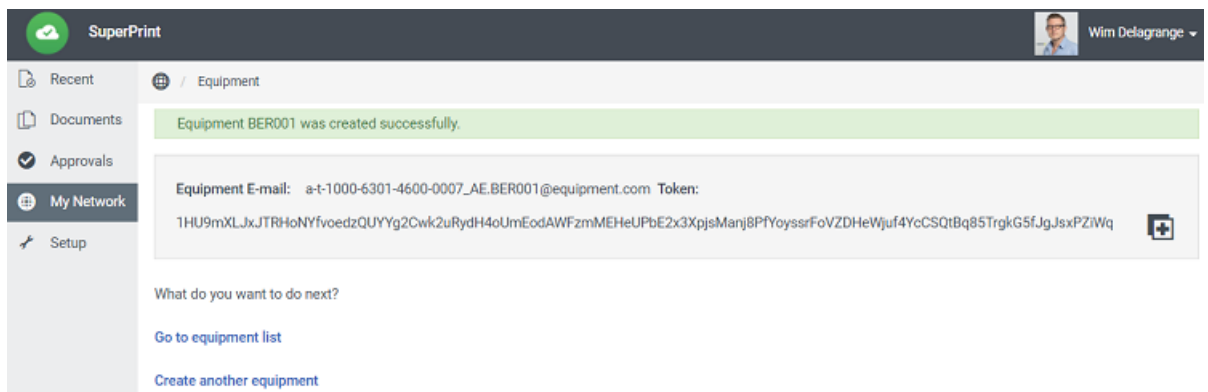 SuperPrint
Wim Delagrange
Recent
/ Equipment
Documents
Equipment BER001 was created successfully.
Approvals
My Network
Equipment E-mail: a-t-1000-6301-4600-0007_AE.BER001@equipment.com Token:
1HU9mXLJxJTRHoNYfvoedzQUYYg2Cwk2uRydH4oUmEodAWFzmMEHeUPbE2x3XpjsManj8PfYoyssrFoVZDHeWjuf4YcCSQtBq85TrgkG5fJgJsxPZiWq
Setup
What do you want to do next?
Go to equipment list
Create another equipment